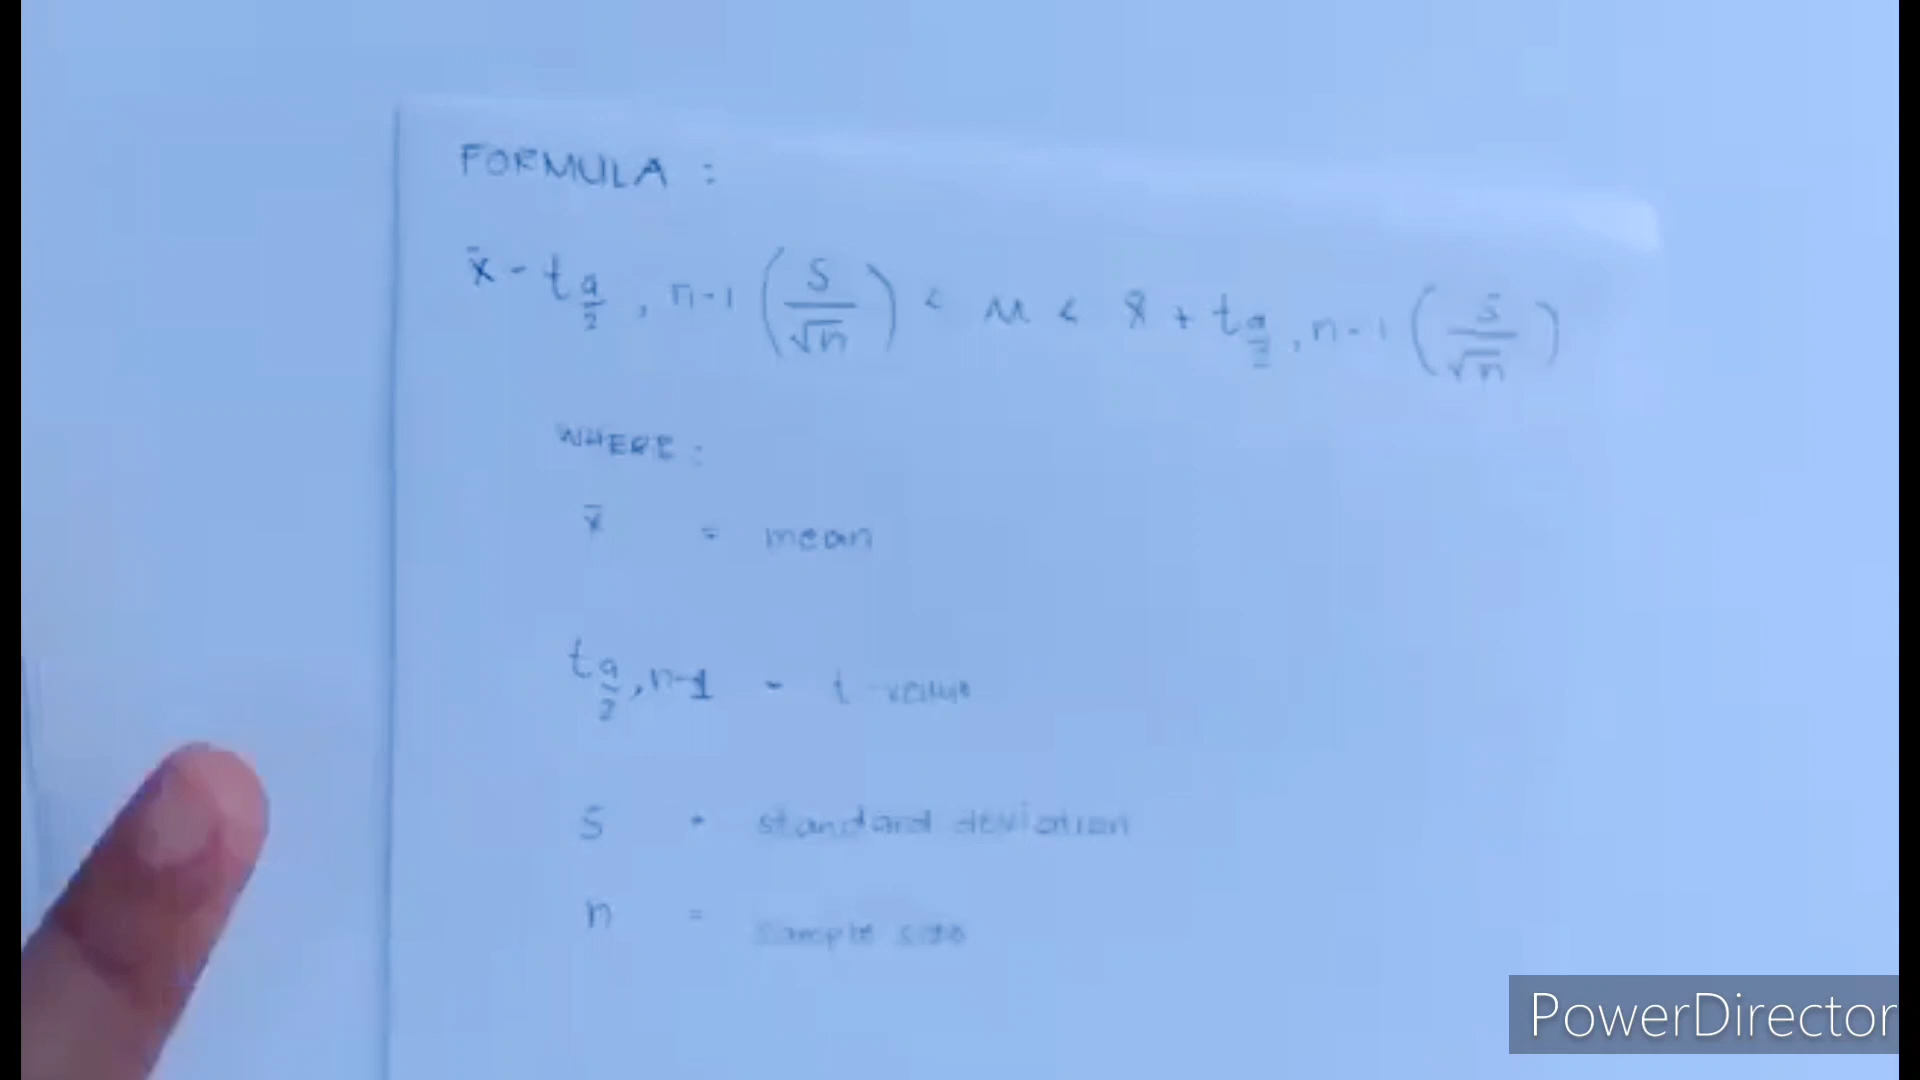 FORMULA :
x̄ - t a/2 , n-1 ( S / √n ) < M < x̄ + t a/2 , n-1 ( S / √n )
WHERE :
x̄ = mean
t a/2 , n-1 - t value
S = standard deviation
n = sample size
PowerDirector